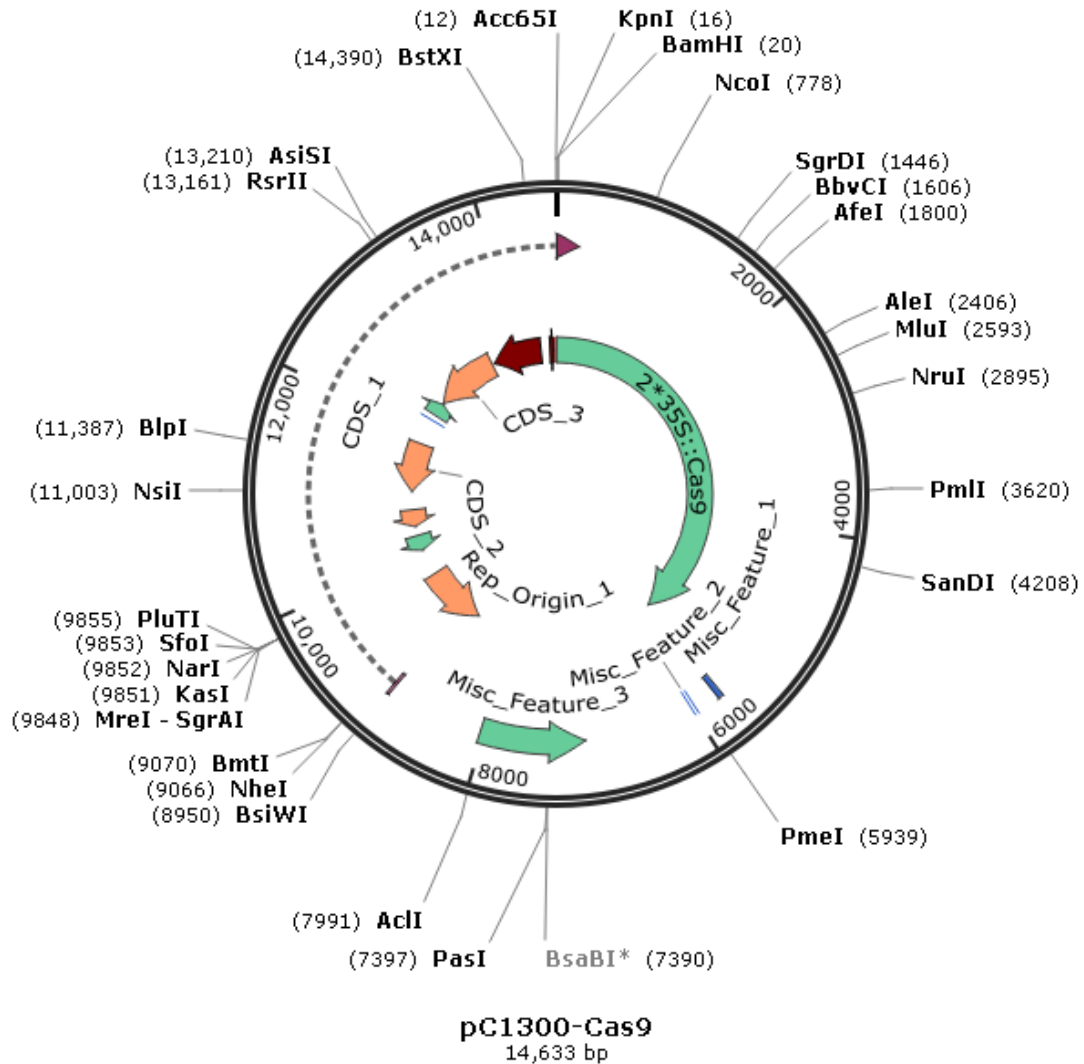 (12) Acc65I
KpnI (16)
BamHI (20)
(14,390) BstXI
NcoI (778)
(13,210) AsiSI
(13,161) RsrII
SgrDI (1446)
BbvCI (1606)
AfeI (1800)
14,000
2000
AleI (2406)
MluI (2593)
NruI (2895)
2*35S::Cas9
12,000
CDS_1
CDS_3
(11,387) BlpI
(11,003) NsiI
PmlI (3620)
4000
CDS_2
Rep_Origin_1
SanDI (4208)
Misc_Feature_1
Misc_Feature_2
Misc_Feature_3
(9855) PluTI
(9853) SfoI
(9852) NarI
(9851) KasI
(9848) MreI - SgrAI
10,000
(9070) BmtI
(9066) NheI
(8950) BsiWI
8000
6000
PmeI (5939)
(7991) AclI
(7397) PasI
BsaBI* (7390)
pC1300-Cas9
14,633 bp